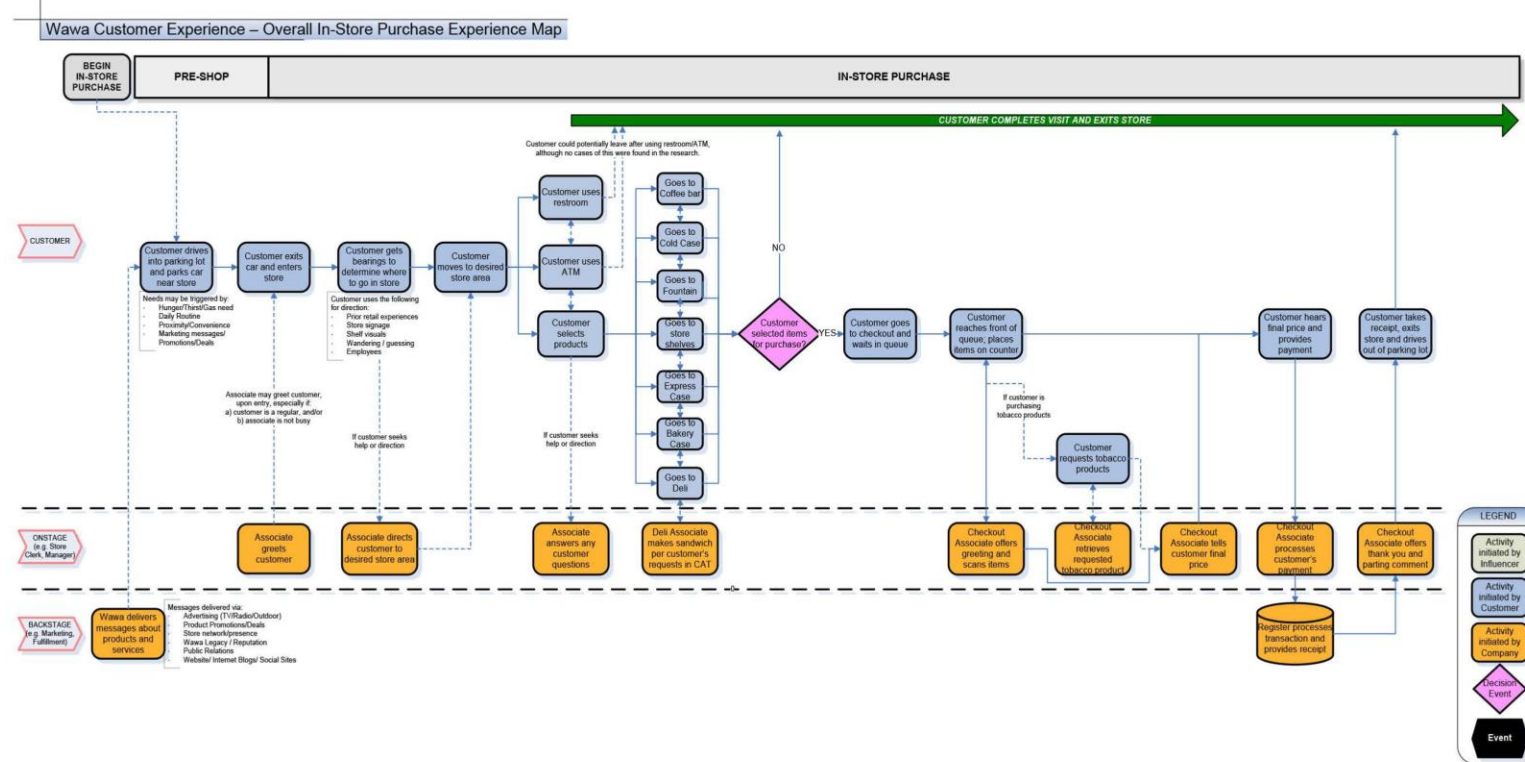 Wawa Customer Experience – Overall In-Store Purchase Experience Map
BEGIN
IN-STORE
PURCHASE
PRE-SHOP
IN-STORE PURCHASE
CUSTOMER COMPLETES VISIT AND EXITS STORE
Customer could potentially leave after using restroom/ATM,
although no cases of this were found in the research.
CUSTOMER
Customer drives
into parking lot
and parks car
near store
Needs may be triggered by:
· Hunger/Thirst/Gas need
· Daily Routine
· Proximity/Convenience
· Marketing messages/
Promotions/Deals
Customer exits
car and enters
store
Associate may greet customer,
upon entry, especially if:
a) customer is a regular, and/or
b) associate is not busy
Customer gets
bearings to
determine where
to go in store
Customer uses the following
for direction:
· Prior retail experiences
· Store signage
· Shelf visuals
· Wandering / guessing
· Employees
If customer seeks
help or direction
Customer
moves to desired
store area
Customer uses
restroom
Customer uses
ATM
Customer
selects
products
If customer seeks
help or direction
Goes to
Coffee bar
Goes to
Cold Case
Goes to
Fountain
Goes to
store
shelves
Goes to
Express
Case
Goes to
Bakery
Case
Goes to
Deli
NO
Customer
selected items
for purchase?
YES
Customer goes
to checkout and
waits in queue
Customer
reaches front of
queue, places
items on counter
If customer is
purchasing
tobacco products
Customer
requests tobacco
products
Customer hears
final price and
provides
payment
Customer takes
receipt, exits
store and drives
out of parking lot
ONSTAGE
(e.g. Store
Clerk, Manager)
Associate
greets
customer
Associate directs
customer to
desired store area
Associate
answers any
customer
questions
Deli Associate
makes sandwich
per customer's
requests in CAT
Checkout
Associate offers
greeting and
scans items
Checkout
Associate
retrieves
requested
tobacco product
Checkout
Associate tells
customer final
price
Checkout
Associate
processes
customer's
payment
Checkout
Associate offers
thank you and
parting comment
BACKSTAGE
(e.g. Marketing,
Fulfillment)
Wawa delivers
messages about
products and
services
Messages delivered via:
· Advertising (TV/Radio/Outdoor)
· Product Promotions/Deals
· Store network/presence
· Wawa Legacy / Reputation
· Public Relations
· Website/ Internet Blogs/ Social Sites
Register processes
transaction and
provides receipt
LEGEND
Activity
initiated by
Influencer
Activity
initiated by
Customer
Activity
initiated by
Company
Decision
Event
Event